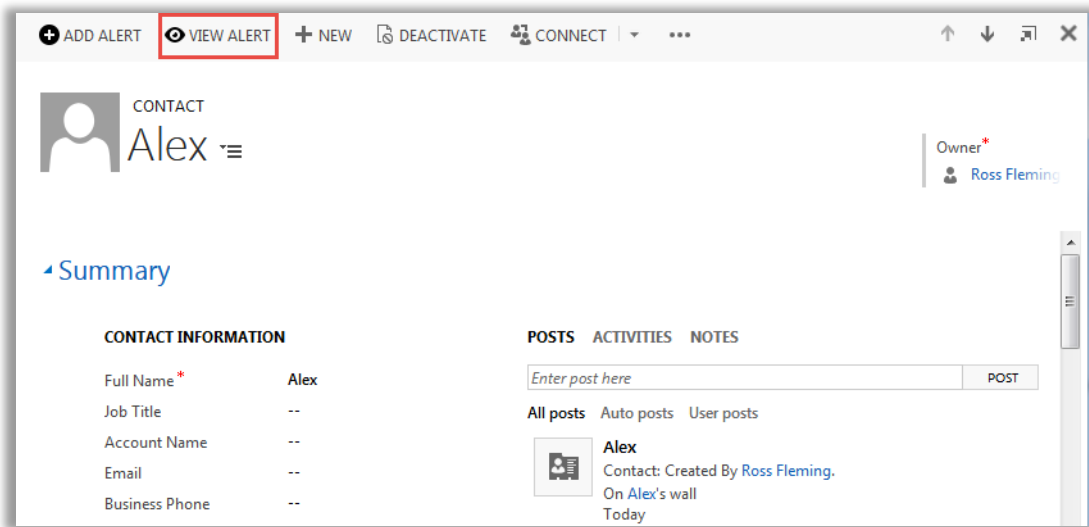 ADD ALERT VIEW ALERT NEW DEACTIVATE CONNECT
CONTACT
Alex
Owner*
Ross Fleming
Summary
CONTACT INFORMATION
Full Name* Alex
Job Title --
Account Name --
Email --
Business Phone --
POSTS ACTIVITIES NOTES
Enter post here POST
All posts Auto posts User posts
Alex
Contact: Created By Ross Fleming.
On Alex's wall
Today